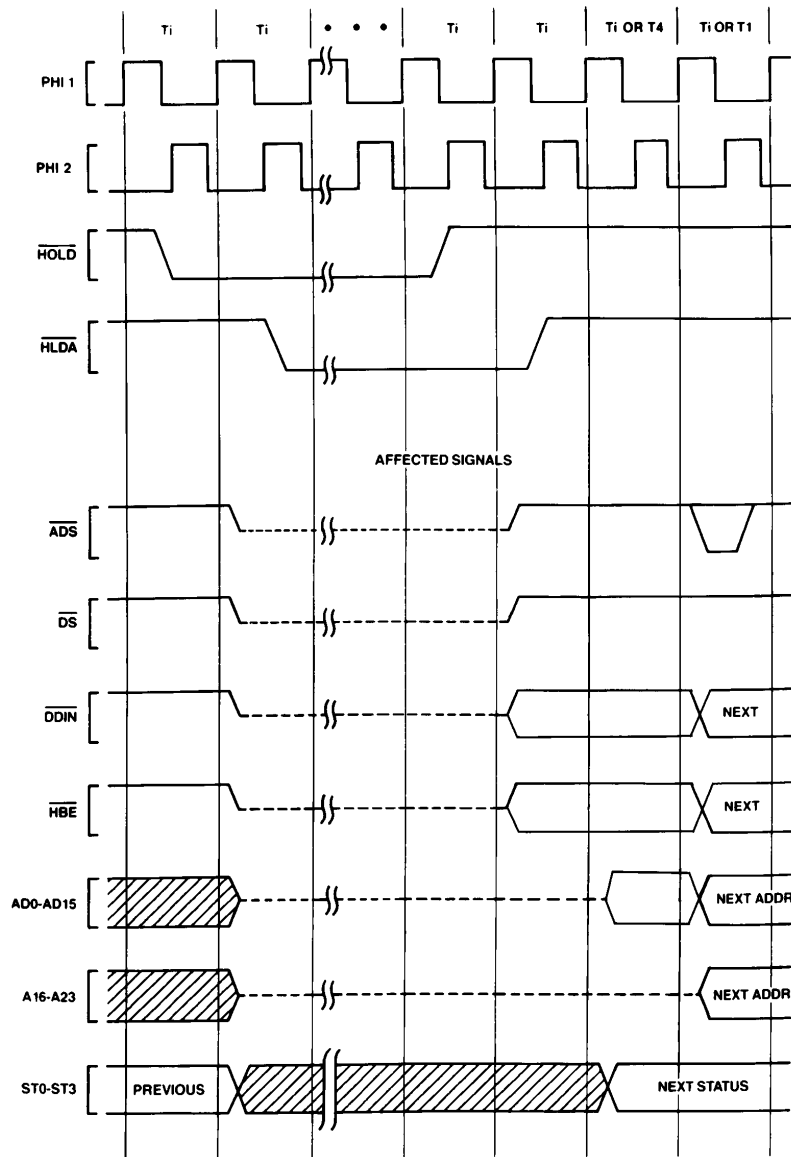 Ti Ti • • • Ti Ti Ti OR T4 Ti OR T1
PHI 1
PHI 2
HOLD
HLDA
AFFECTED SIGNALS
ADS
DS
DDIN NEXT
HBE NEXT
AD0-AD15 NEXT ADDR
A16-A23 NEXT ADDR
ST0-ST3 PREVIOUS NEXT STATUS